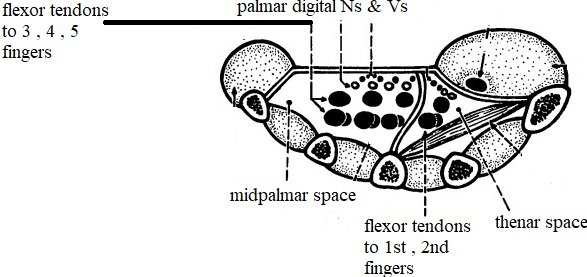 flexor tendons
to 3 , 4 , 5
fingers
palmar digital Ns & Vs
midpalmar space
flexor tendons
to 1st , 2nd
fingers
thenar space